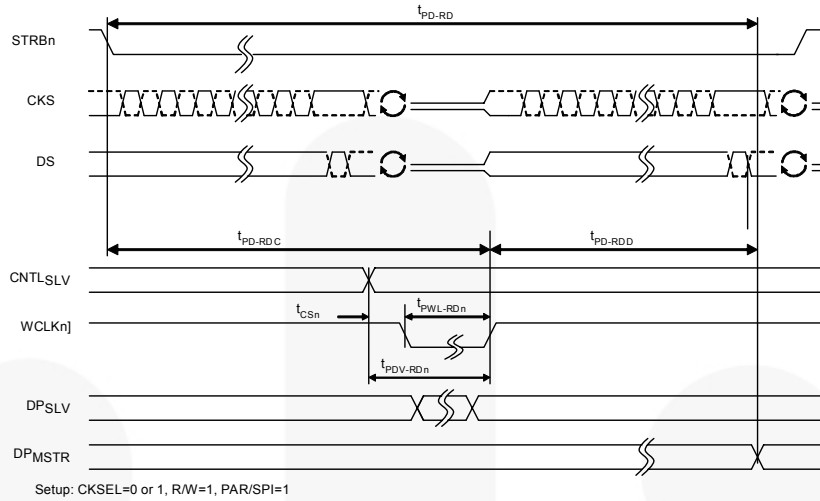 tPD-RD
STRBn
CKS
DS
tPD-RDC
tPD-RDD
CNTLSLV
tCSn
tPWL-RDn
WCLKn]
tPDV-RDn
DPSLV
DPMSTR
Setup: CKSEL=0 or 1, R/W=1, PAR/SPI=1